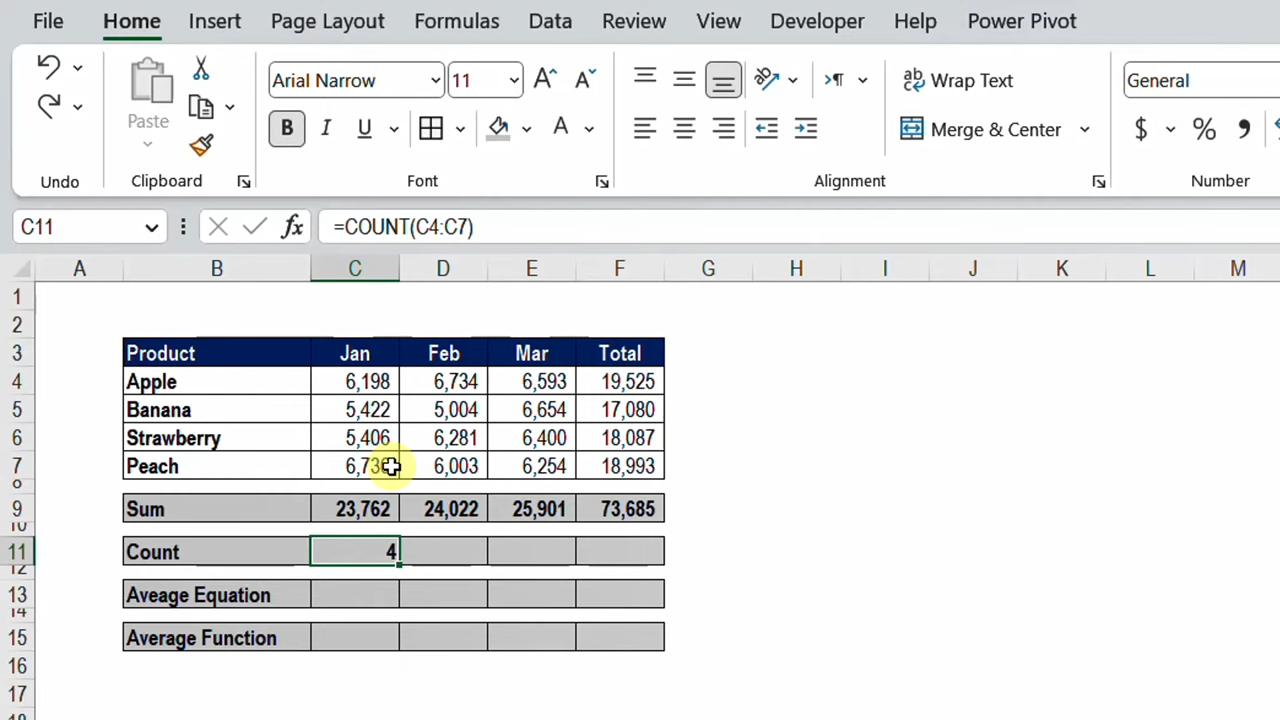 File Home Insert Page Layout Formulas Data Review View Developer Help Power Pivot
Arial Narrow 11 Wrap Text General
Paste B I U A Merge & Center $ % ,
Undo Clipboard Font Alignment Number
C11 fx =COUNT(C4:C7)
A B C D E F G H I J K L M
1
2
3 Product Jan Feb Mar Total
4 Apple 6,198 6,734 6,593 19,525
5 Banana 5,422 5,004 6,654 17,080
6 Strawberry 5,406 6,281 6,400 18,087
7 Peach 6,003 6,254 18,993
8
9 Sum 23,762 24,022 25,901 73,685
10
11 Count 4
12
13 Aveage Equation
14
15 Average Function
16
17